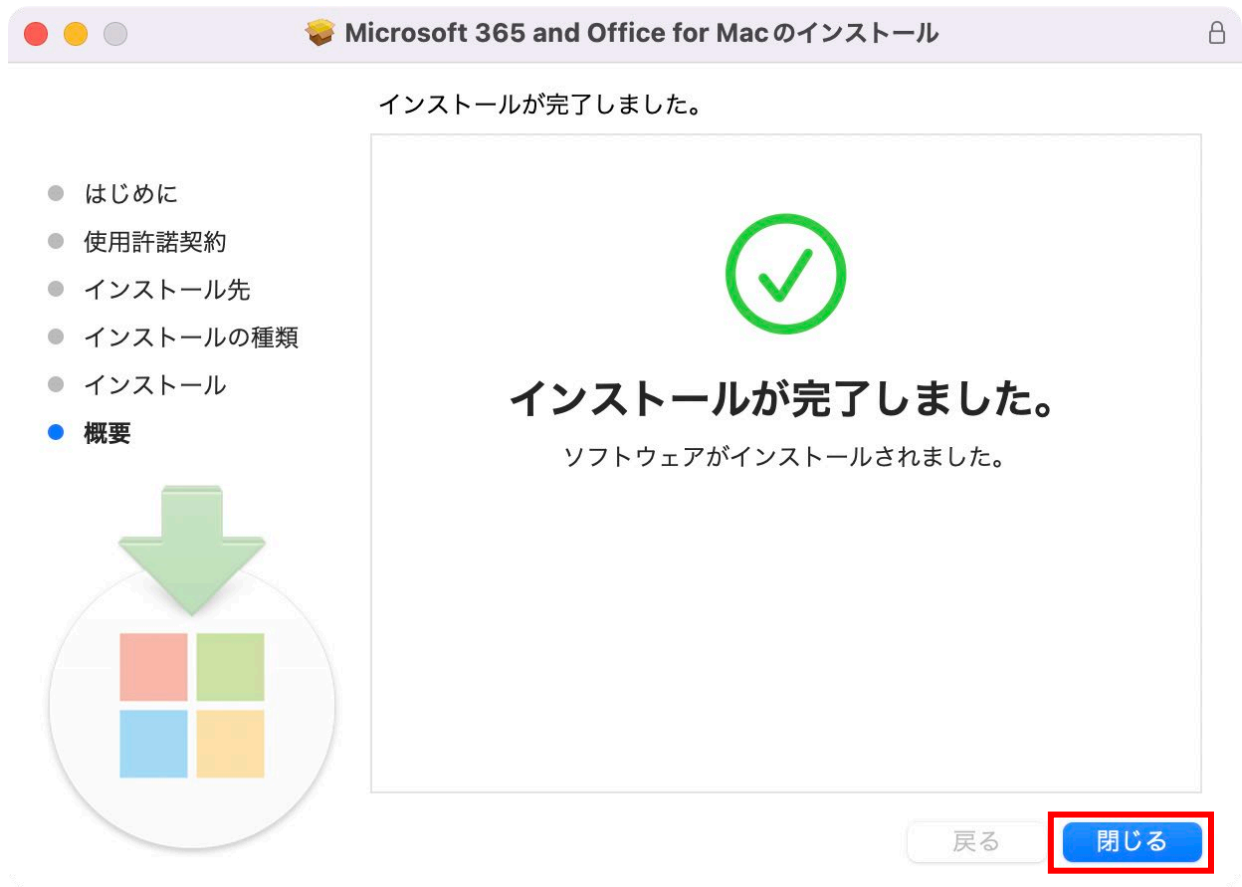 Microsoft 365 and Office for Macのインストール
インストールが完了しました。
はじめに
使用許諾契約
インストール先
インストールの種類
インストール
概要
インストールが完了しました。
ソフトウェアがインストールされました。
戻る
閉じる